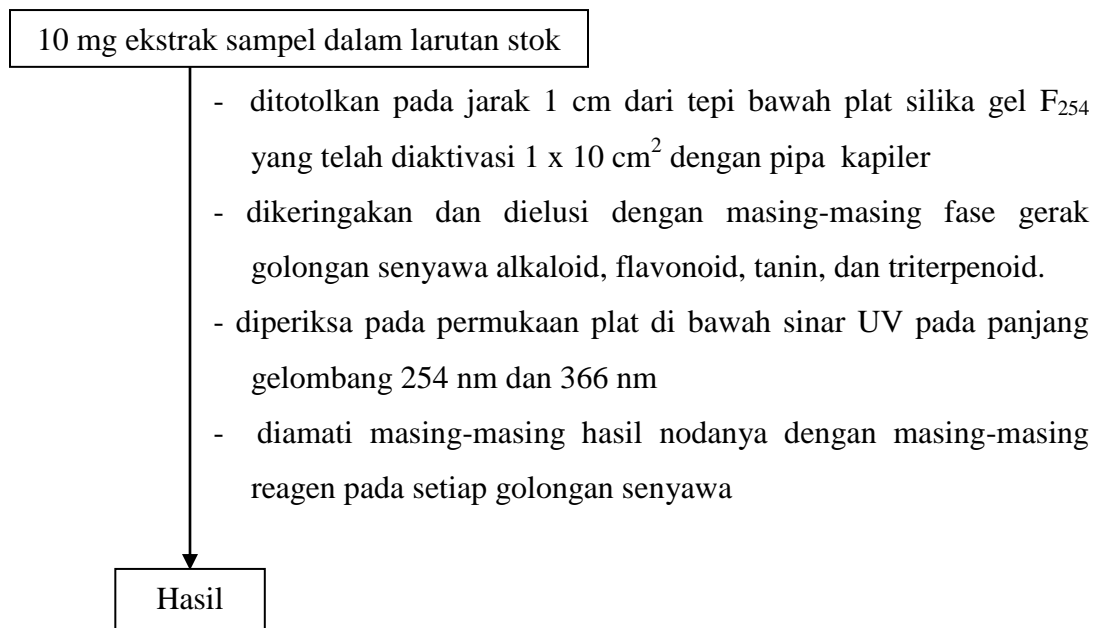 10 mg ekstrak sampel dalam larutan stok
- ditotolkan pada jarak 1 cm dari tepi bawah plat silika gel F₂₅₄
yang telah diaktivasi 1 x 10 cm² dengan pipa kapiler
- dikeringakan dan dielusi dengan masing-masing fase gerak
golongan senyawa alkaloid, flavonoid, tanin, dan triterpenoid.
- diperiksa pada permukaan plat di bawah sinar UV pada panjang
gelombang 254 nm dan 366 nm
- diamati masing-masing hasil nodanya dengan masing-masing
reagen pada setiap golongan senyawa
Hasil